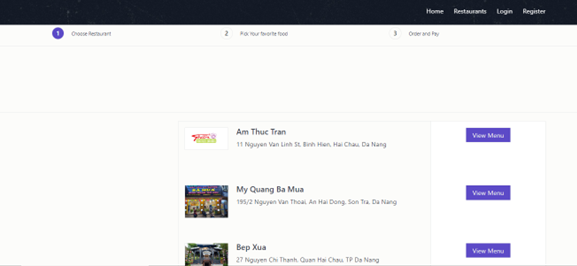 Home Restaurants Login Register
1 Choose Restaurant 2 Pick Your favorite food 3 Order and Pay
Am Thuc Tran
View Menu
11 Nguyen Van Linh St, Binh Hien, Hai Chau, Da Nang
My Quang Ba Mua
View Menu
195/2 Nguyen Van Thoai, An Hai Dong, Son Tra, Da Nang
Bep Xua
View Menu
27 Nguyen Chi Thanh, Quan Hai Chau, TP Da Nang